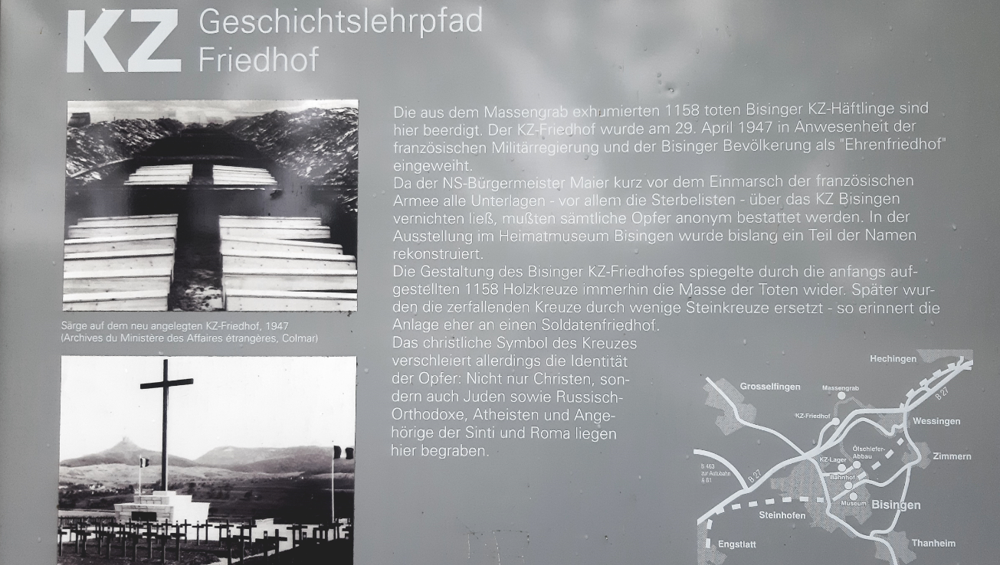 KZ Geschichtslehrpfad
Friedhof
Die aus dem Massengrab exhumierten 1158 toten Bisinger KZ-Häftlinge sind
hier beerdigt. Der KZ-Friedhof wurde am 29. April 1947 in Anwesenheit der
französischen Militärregierung und der Bisinger Bevölkerung als "Ehrenfriedhof"
eingeweiht.
Da der NS-Bürgermeister Maier kurz vor dem Einmarsch der französischen
Armee alle Unterlagen - vor allem die Sterbelisten - über das KZ Bisingen
vernichten ließ, mußten sämtliche Opfer anonym bestattet werden. In der
Ausstellung im Heimatmuseum Bisingen wurde bislang ein Teil der Namen
rekonstruiert.
Die Gestaltung des Bisinger KZ-Friedhofes spiegelte durch die anfangs auf-
gestellten 1158 Holzkreuze immerhin die Masse der Toten wider. Später wur-
den die zerfallenden Kreuze durch wenige Steinkreuze ersetzt - so erinnert die
Anlage eher an einen Soldatenfriedhof.
Das christliche Symbol des Kreuzes
verschleiert allerdings die Identität
der Opfer: Nicht nur Christen, son-
dern auch Juden sowie Russisch-
Orthodoxe, Atheisten und Ange-
hörige der Sinti und Roma liegen
hier begraben.
Särge auf dem neu angelegten KZ-Friedhof, 1947
(Archives du Ministère des Affaires étrangères, Colmar)
Hechingen
Grosselfingen
Massengrab
B 27
KZ-Friedhof
Wessingen
Ölschiefer-
Abbau
Zimmern
KZ-Lager
B 463
zur Autobahn
A 81
B 27
Bahnhof
Museum
Bisingen
Steinhofen
Engstlatt
Thanheim